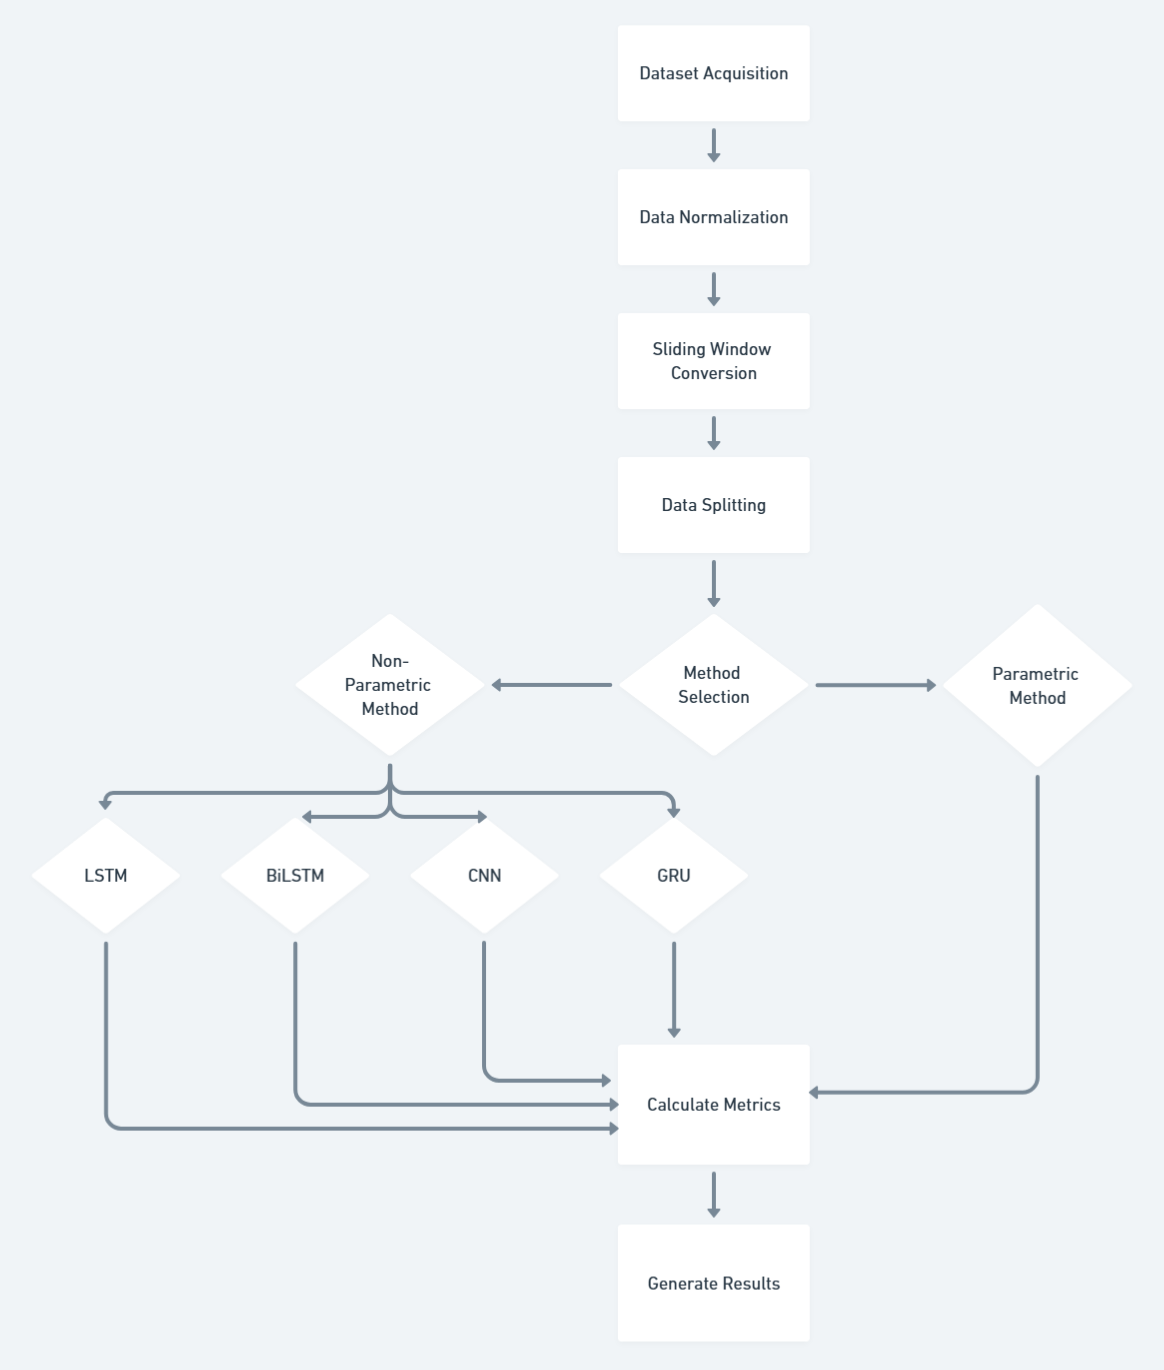 Dataset Acquisition
Data Normalization
Sliding Window
Conversion
Data Splitting
Non-
Parametric
Method
Method
Selection
Parametric
Method
LSTM
BiLSTM
CNN
GRU
Calculate Metrics
Generate Results